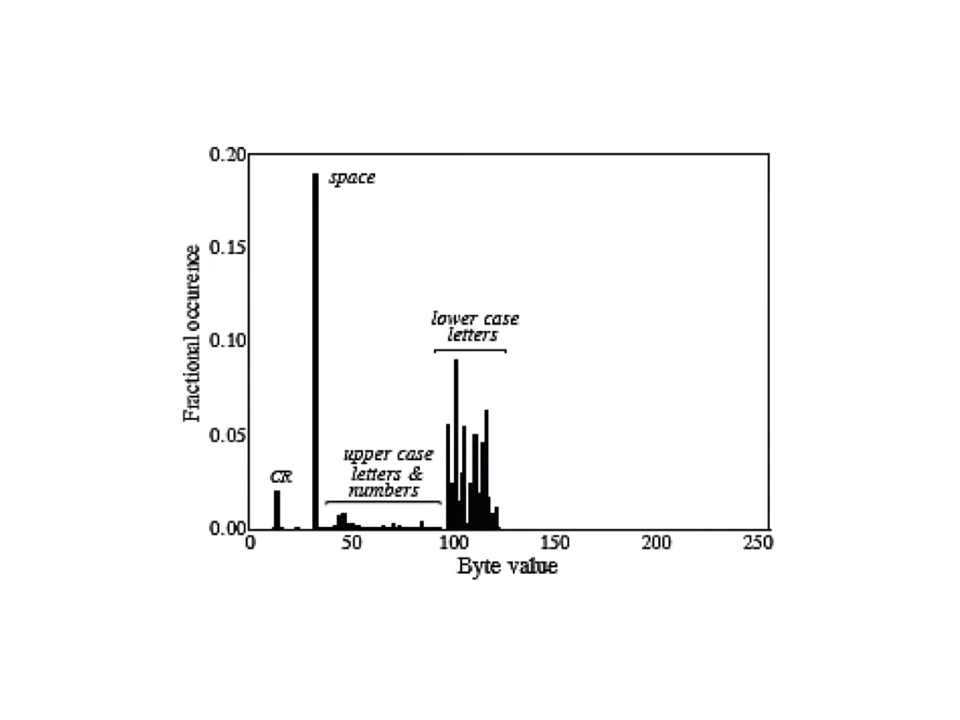 0.20
space
0.15
lower case
letters
0.10
0.05
upper case
letters &
numbers
CR
0.00
0 50 100 150 200 250
Byte value
Fractional occurence